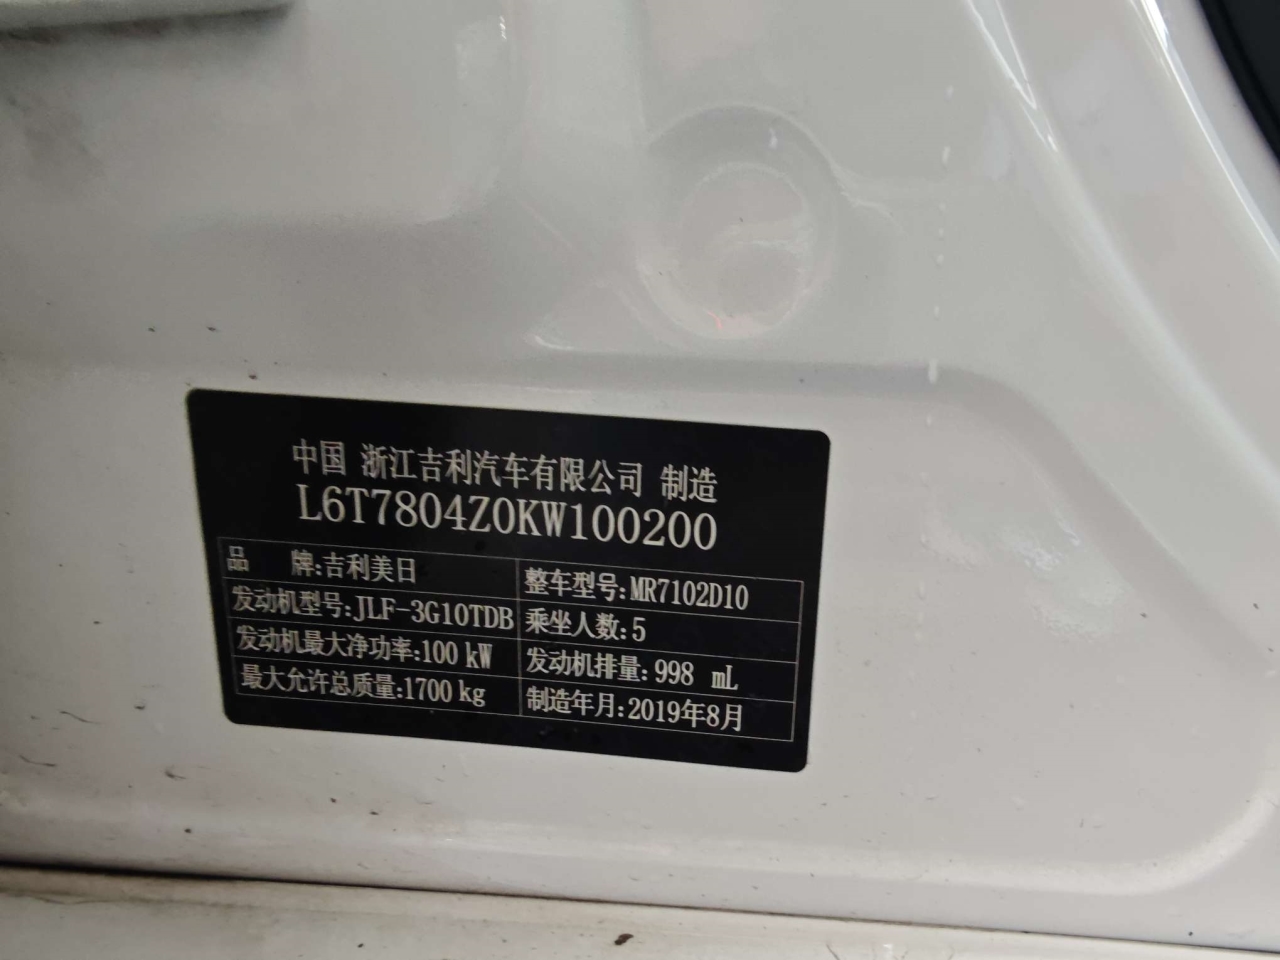 中国 浙江吉利汽车有限公司 制造
L6T7804Z0KW100200
品 牌:吉利美日 整车型号:MR7102D10
发动机型号:JLF-3G10TDB 乘坐人数:5
发动机最大净功率:100 kW 发动机排量:998 mL
最大允许总质量:1700 kg 制造年月:2019年8月